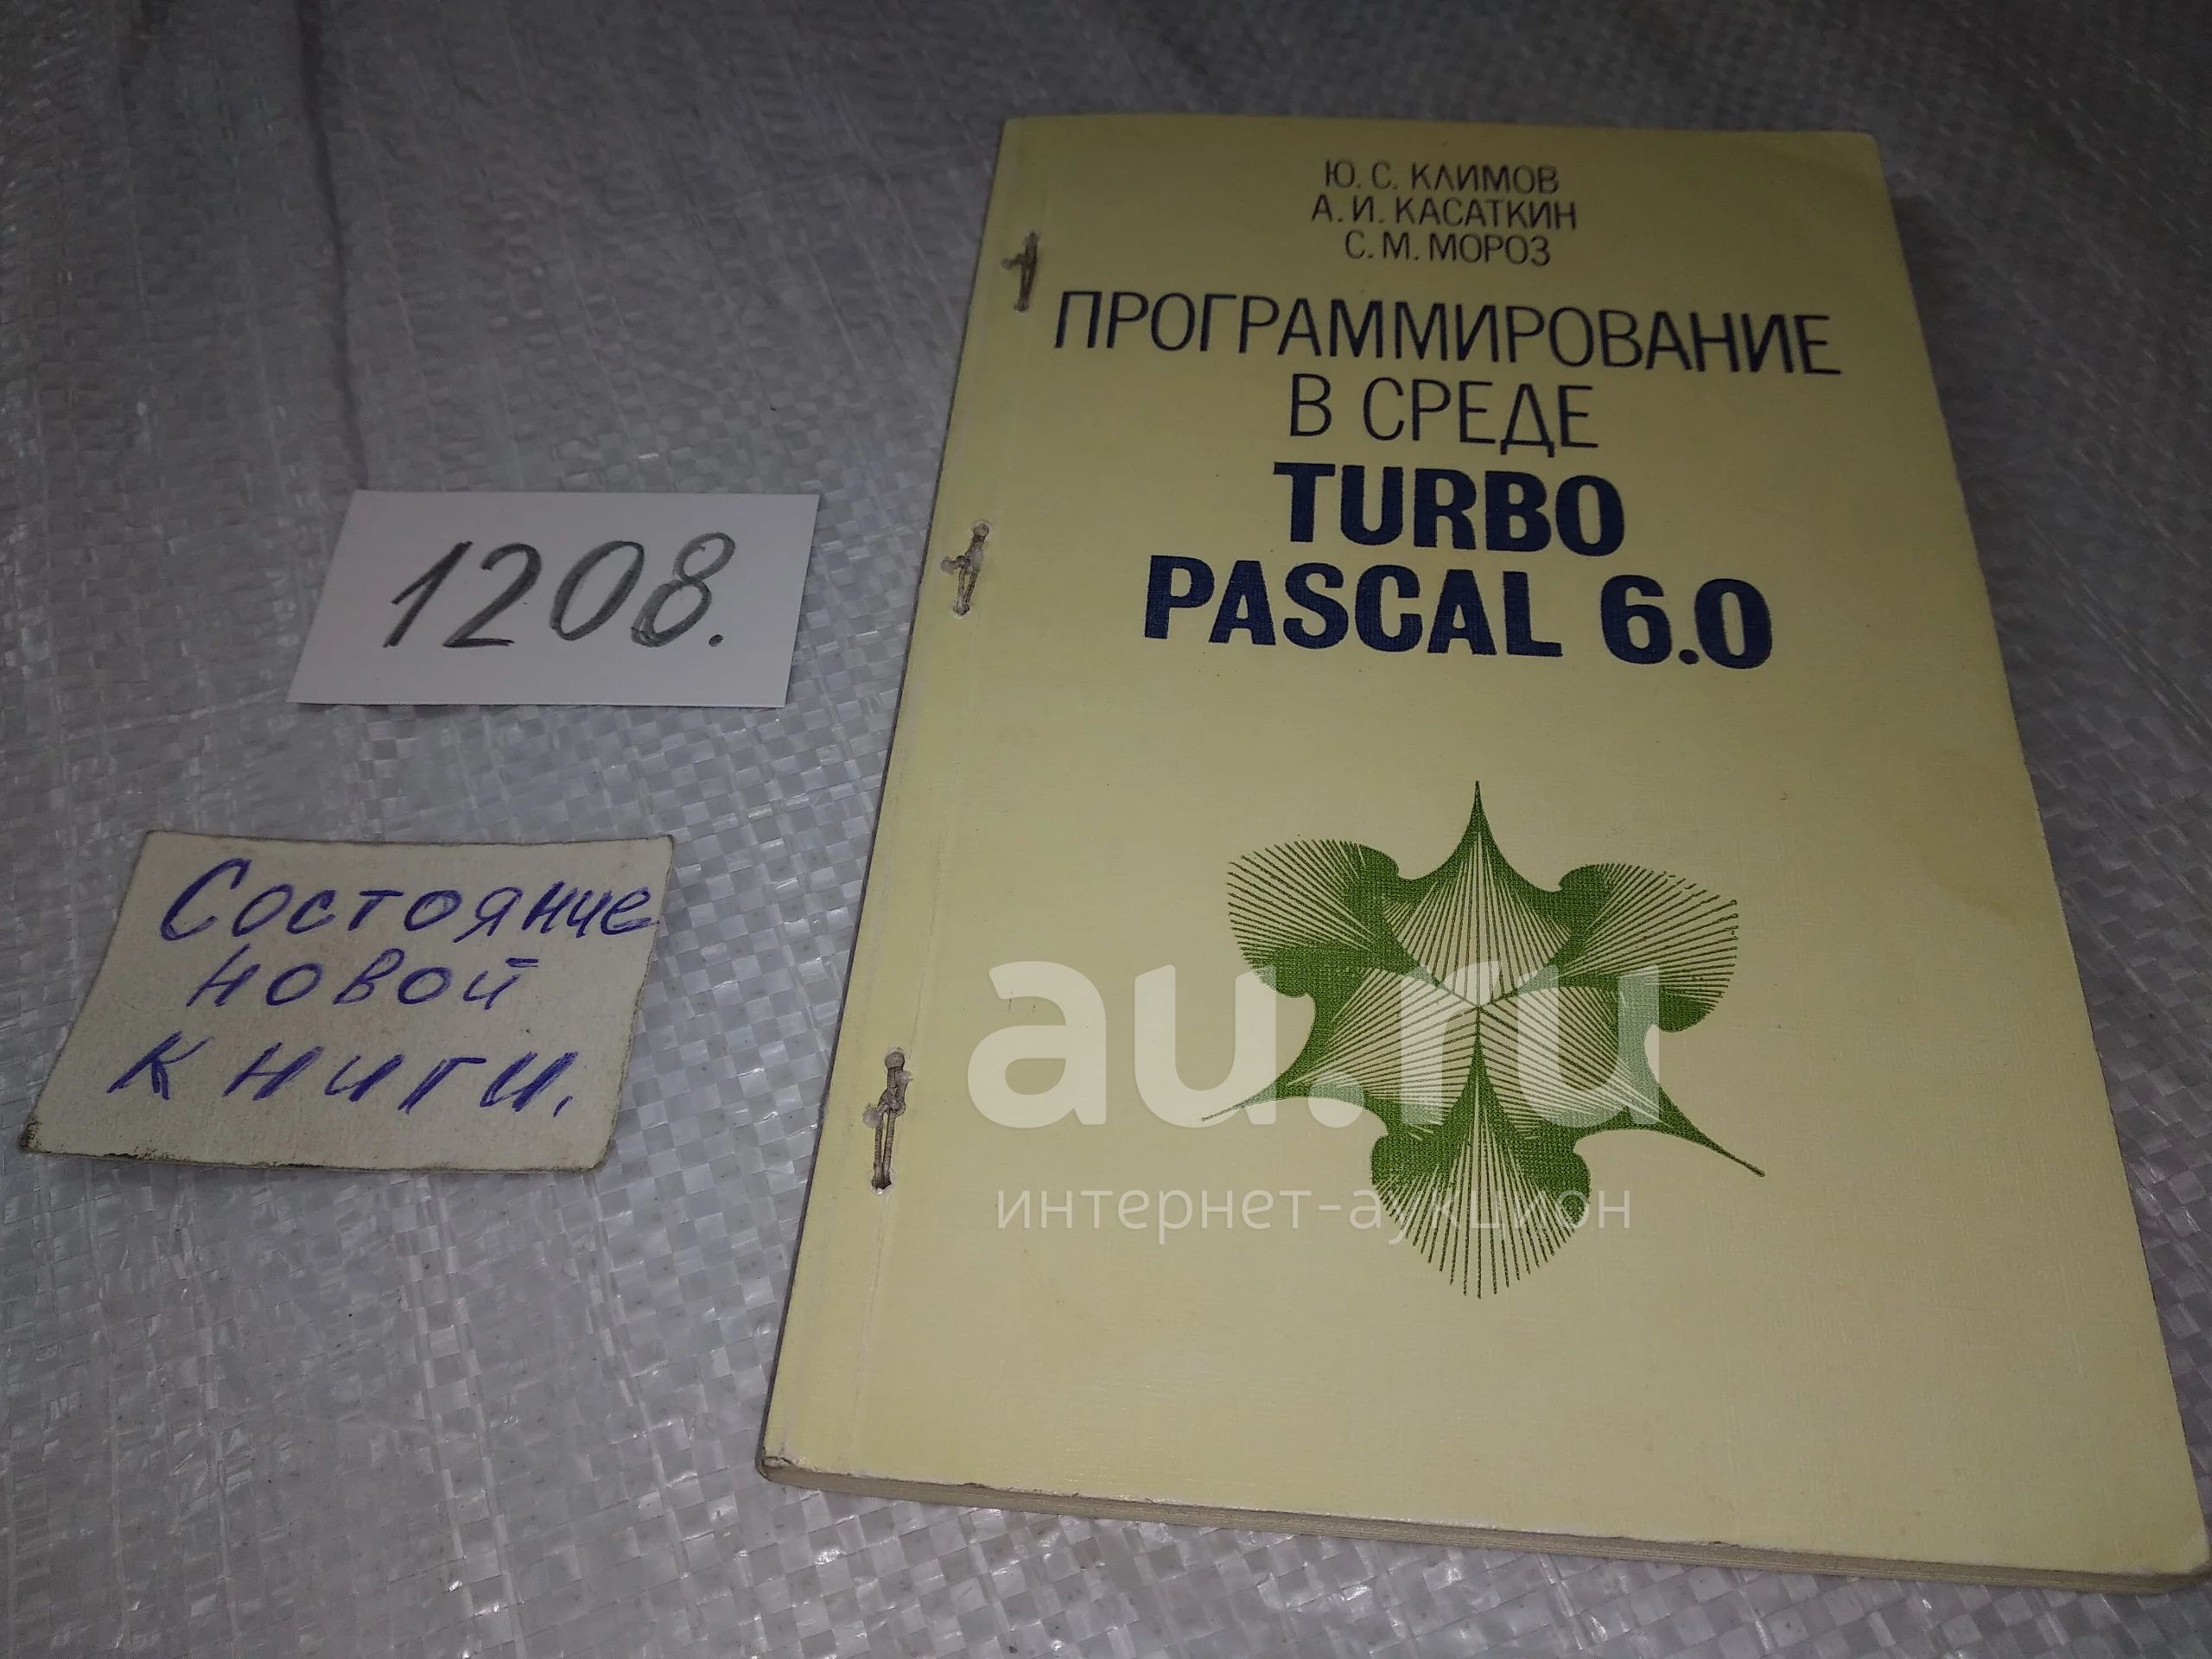 Ю. С. КЛИМОВ
А. И. КАСАТКИН
С. М. МОРОЗ
ПРОГРАММИРОВАНИЕ
В СРЕДЕ
TURBO
PASCAL 6.0
1208.
Состояние
новой
книги.
au.ru
интернет-аукцион